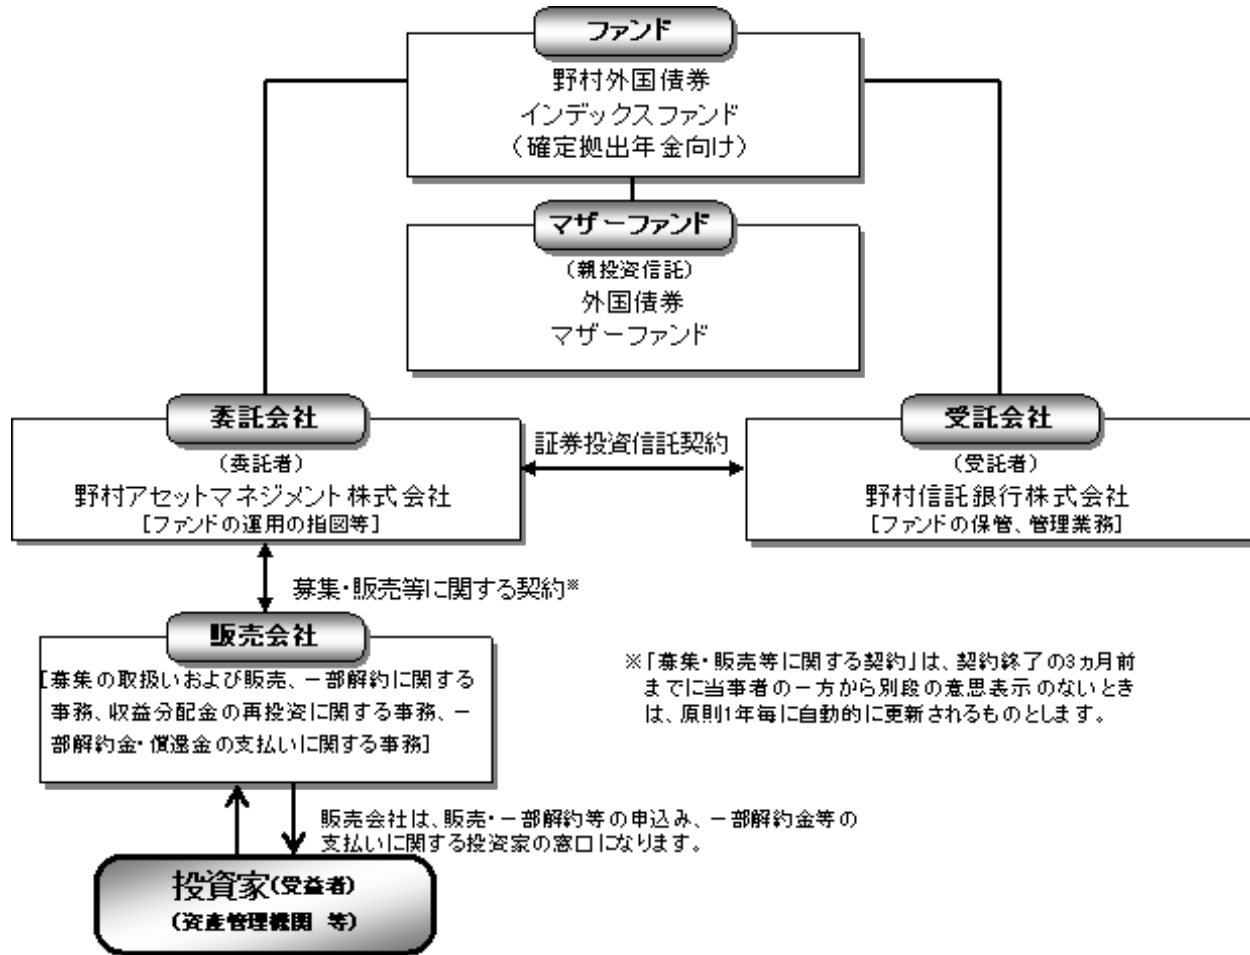 ファンド
野村外国債券
インデックスファンド
（確定拠出年金向け）
マザーファンド
（親投資信託）
外国債券
マザーファンド
委託会社
（委託者）
野村アセットマネジメント株式会社
［ファンドの運用の指図等］
証券投資信託契約
受託会社
（受託者）
野村信託銀行株式会社
［ファンドの保管、管理業務］
募集・販売等に関する契約※
販売会社
［募集の取扱いおよび販売、一部解約に関する
事務、収益分配金の再投資に関する事務、一
部解約金・償還金の支払いに関する事務］
※「募集・販売等に関する契約」は、契約終了の3ヵ月前
までに当事者の一方から別段の意思表示のないとき
は、原則1年毎に自動的に更新されるものとします。
販売会社は、販売・一部解約等の申込み、一部解約金等の
支払いに関する投資家の窓口になります。
投資家（受益者）
（資産管理機関 等）